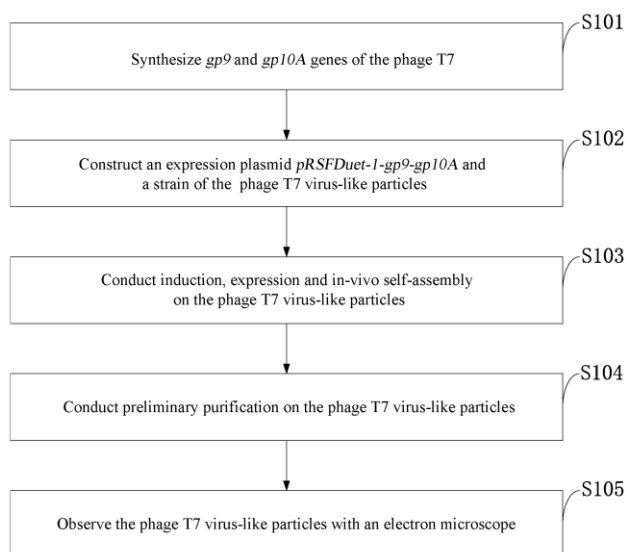 S101
Synthesize gp9 and gp10A genes of the phage T7
S102
Construct an expression plasmid pRSFDuet-1-gp9-gp10A and
a strain of the phage T7 virus-like particles
S103
Conduct induction, expression and in-vivo self-assembly
on the phage T7 virus-like particles
S104
Conduct preliminary purification on the phage T7 virus-like particles
S105
Observe the phage T7 virus-like particles with an electron microscope